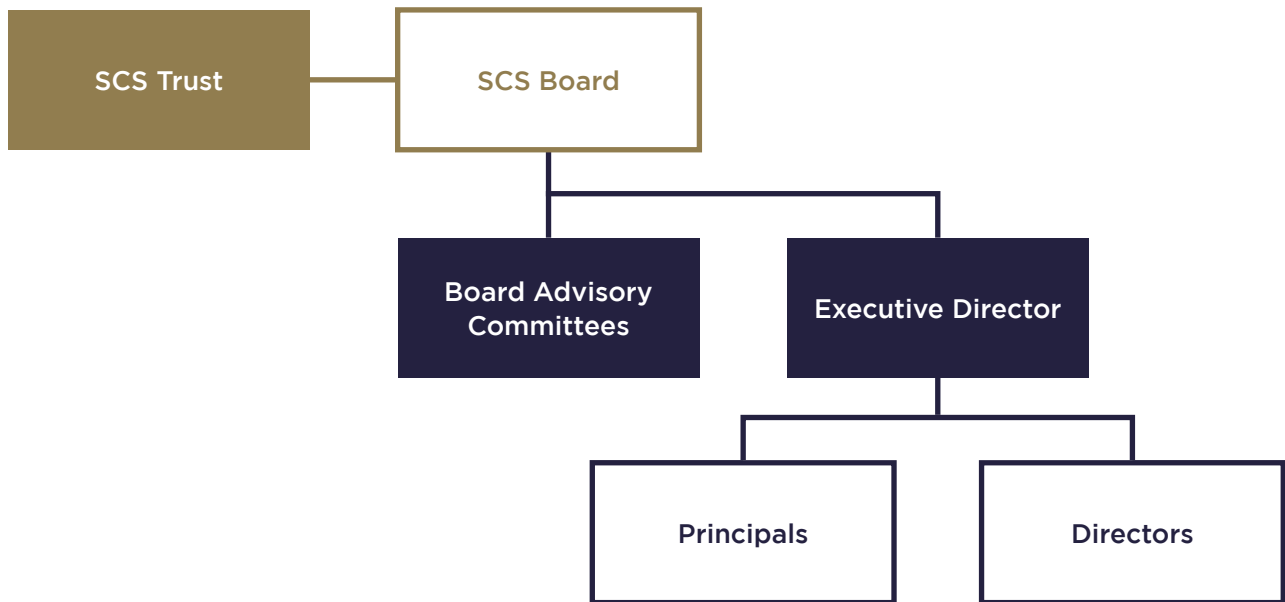 SCS Trust
SCS Board
Board Advisory
Committees
Executive Director
Principals
Directors